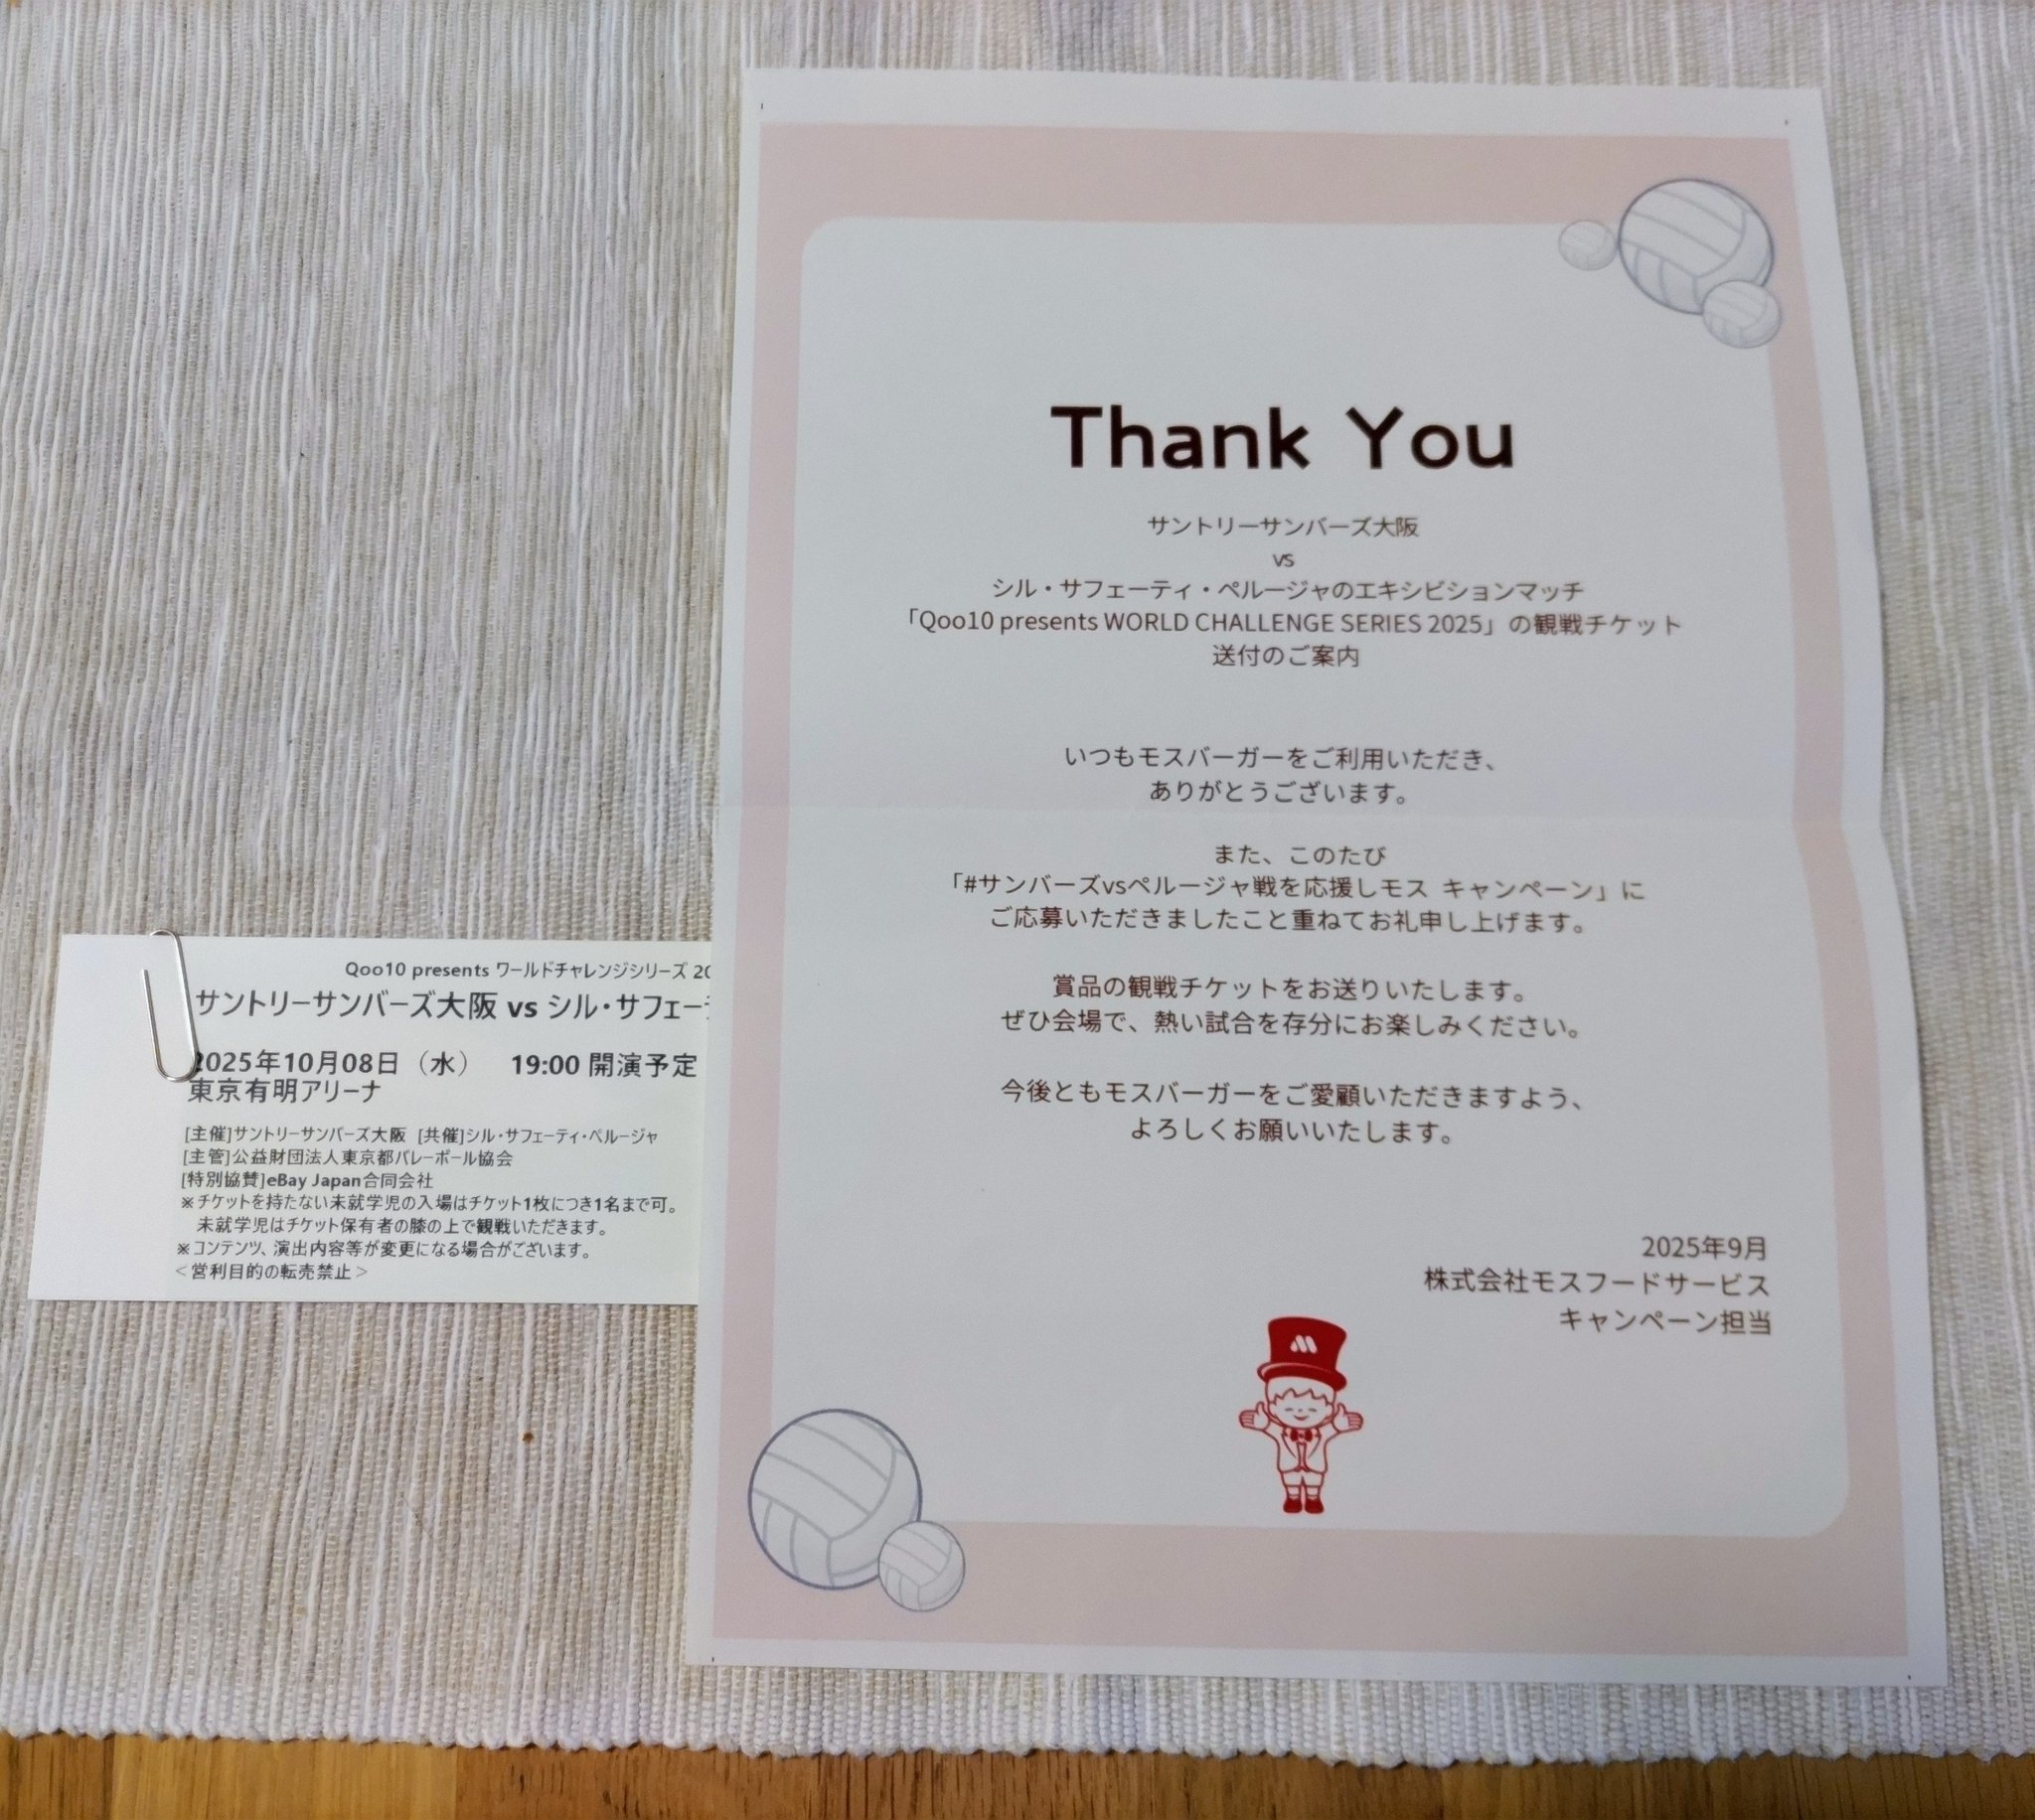 Qoo10 presents ワールドチャレンジシリーズ
サントリーサンバーズ大阪 vs シル・サフェー
2025年10月08日（水） 19:00 開演予定
東京有明アリーナ
[主催]サントリーサンバーズ大阪 [共催]シル・サフェーティ・ペルージャ
[主管]公益財団法人東京都バレーボール協会
[特別協賛]eBay Japan合同会社
※チケットを持たない未就学児の入場はチケット1枚につき1名まで可。
未就学児はチケット保有者の膝の上で観戦いただきます。
※コンテンツ、演出内容等が変更になる場合がございます。
＜営利目的の転売禁止＞
Thank You
サントリーサンバーズ大阪
vs
シル・サフェーティ・ペルージャのエキシビションマッチ
「Qoo10 presents WORLD CHALLENGE SERIES 2025」の観戦チケット
送付のご案内
いつもモスバーガーをご利用いただき、
ありがとうございます。
また、このたび
「#サンバーズvsペルージャ戦を応援しモス キャンペーン」に
ご応募いただきましたこと重ねてお礼申し上げます。
賞品の観戦チケットをお送りいたします。
ぜひ会場で、熱い試合を存分にお楽しみください。
今後ともモスバーガーをご愛顧いただきますよう、
よろしくお願いいたします。
2025年9月
株式会社モスフードサービス
キャンペーン担当